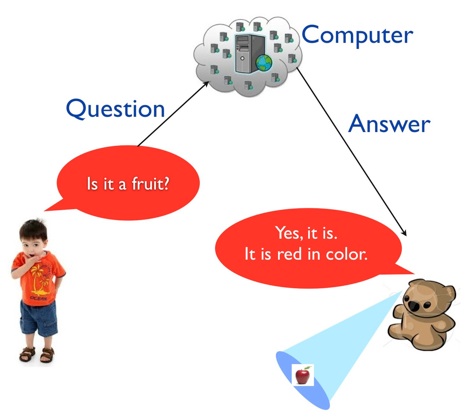 Computer
Question
Answer
Is it a fruit?
Yes, it is.
It is red in color.